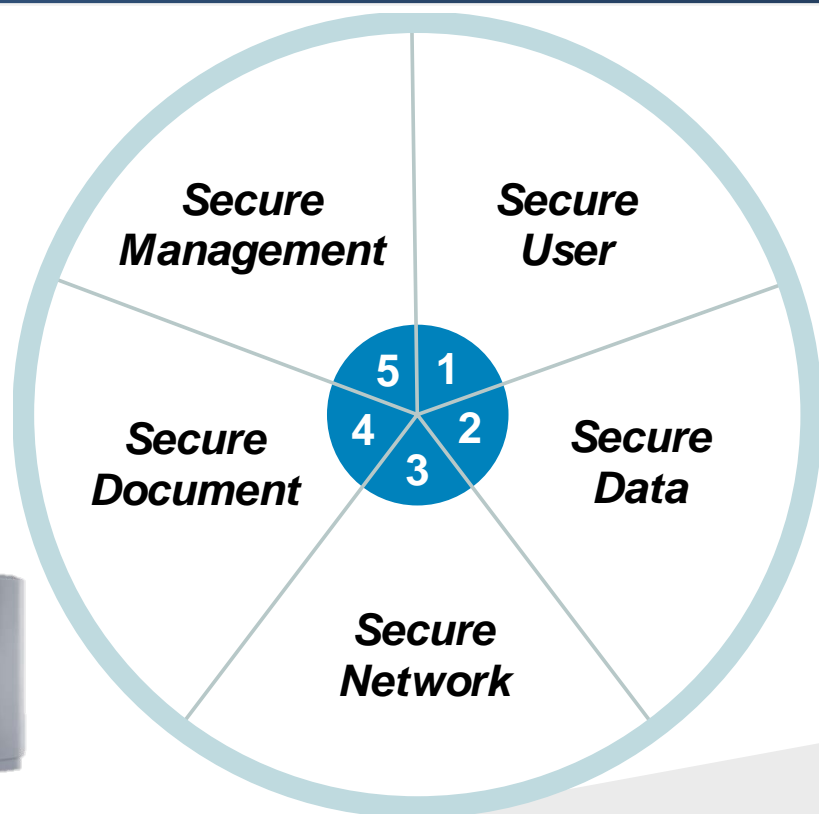 Secure
Management
Secure
User
5
1
4
2
3
Secure
Document
Secure
Data
Secure
Network